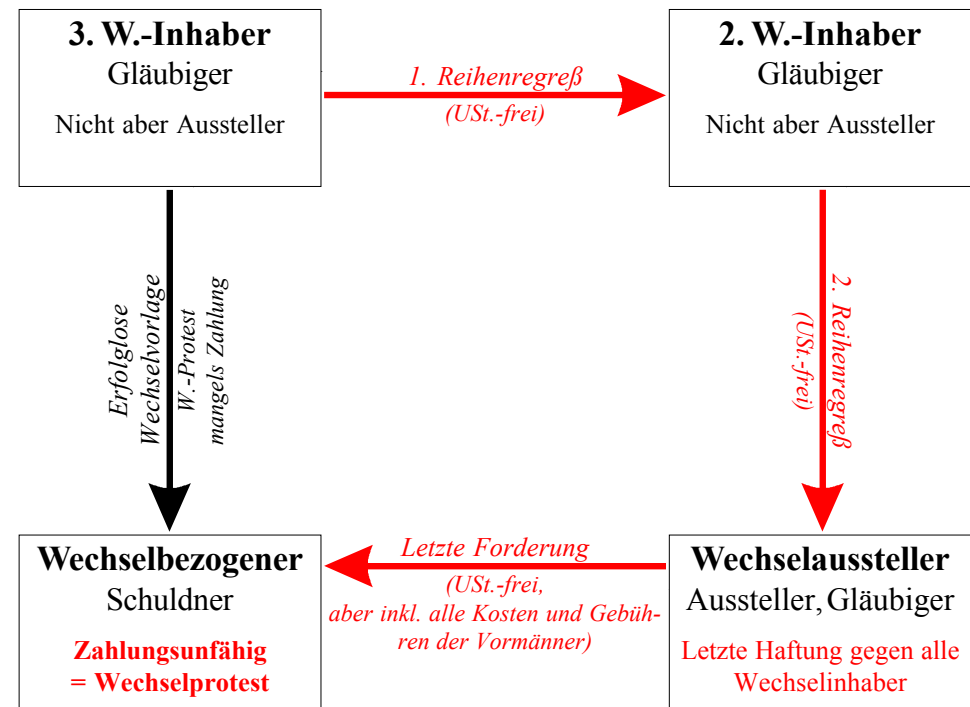 3. W.-Inhaber
Gläubiger
Nicht aber Aussteller
1. Reihenregreß
(USt.-frei)
2. W.-Inhaber
Gläubiger
Nicht aber Aussteller
Erfolglose
Wechselvorlage
W.-Protest
mangels Zahlung
2. Reihenregreß
(USt.-frei)
Wechselbezogener
Schuldner
Zahlungsunfähig
= Wechselprotest
Letzte Forderung
(USt.-frei,
aber inkl. alle Kosten und Gebüh-
ren der Vormänner)
Wechselaussteller
Aussteller, Gläubiger
Letzte Haftung gegen alle
Wechselinhaber